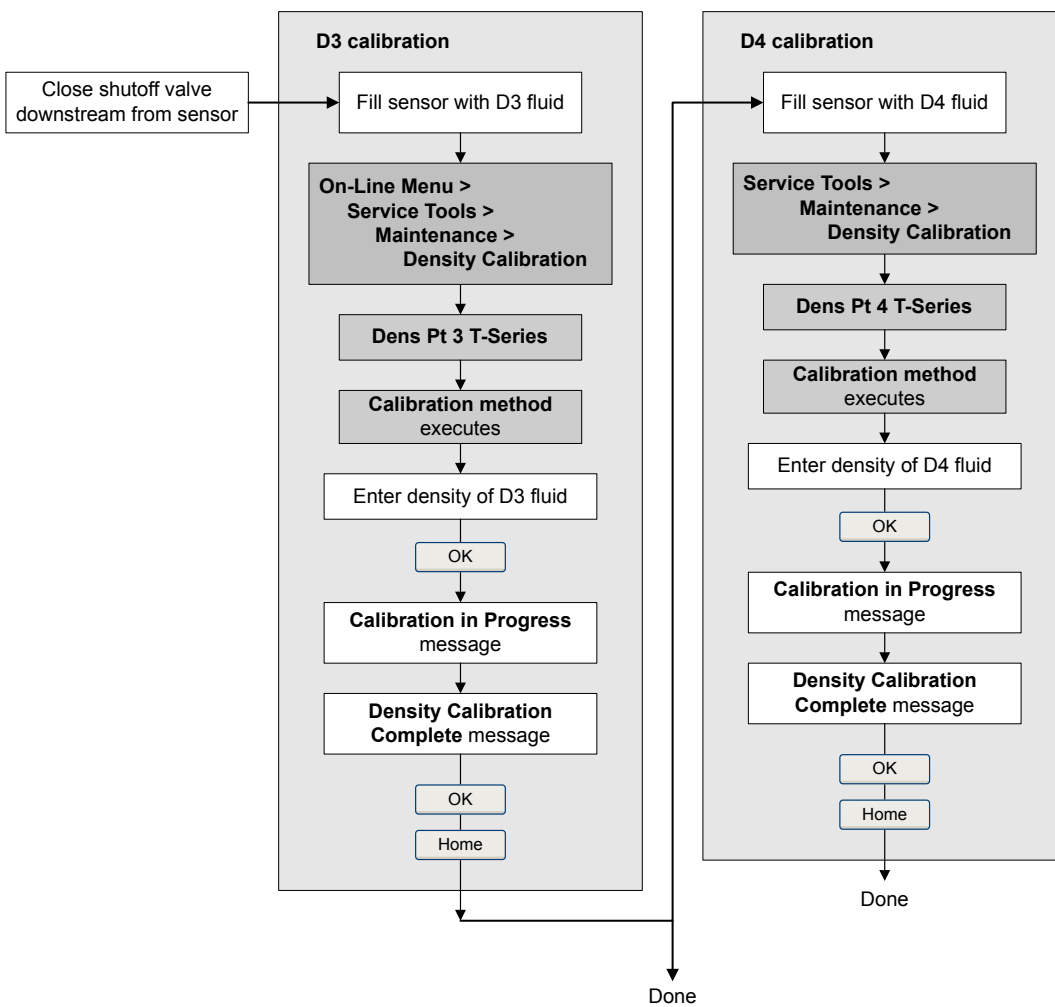 Close shutoff valve
downstream from sensor
D3 calibration
Fill sensor with D3 fluid
On-Line Menu >
Service Tools >
Maintenance >
Density Calibration
Dens Pt 3 T-Series
Calibration method
executes
Enter density of D3 fluid
OK
Calibration in Progress
message
Density Calibration
Complete message
OK
Home
Done
D4 calibration
Fill sensor with D4 fluid
Service Tools >
Maintenance >
Density Calibration
Dens Pt 4 T-Series
Calibration method
executes
Enter density of D4 fluid
OK
Calibration in Progress
message
Density Calibration
Complete message
OK
Home
Done